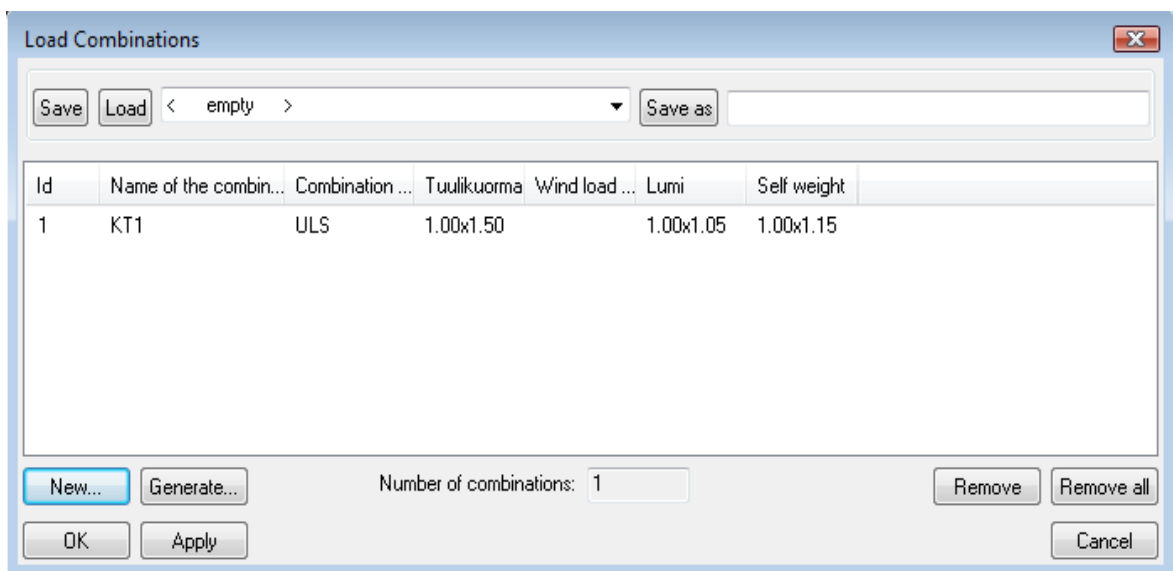 Load Combinations
Save Load < empty > Save as
Id Name of the combin... Combination ... Tuulikuorma Wind load ... Lumi Self weight
1 KT1 ULS 1.00x1.50 1.00x1.05 1.00x1.15
New... Generate... Number of combinations: 1 Remove Remove all
OK Apply Cancel